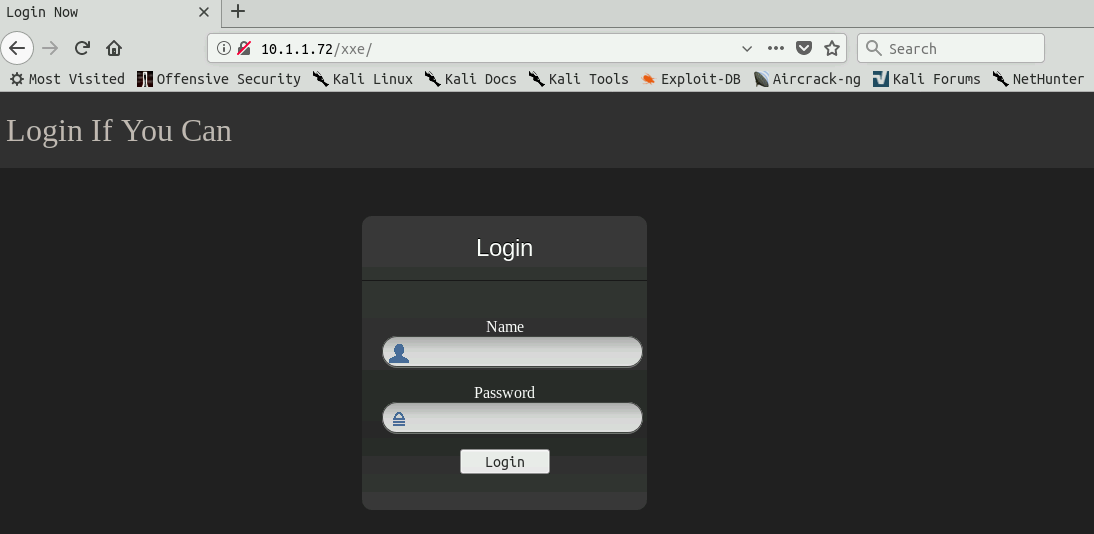 Login Now
10.1.1.72/xxe/
Search
Most Visited Offensive Security Kali Linux Kali Docs Kali Tools Exploit-DB Aircrack-ng Kali Forums NetHunter
Login If You Can
Login
Name
Password
Login